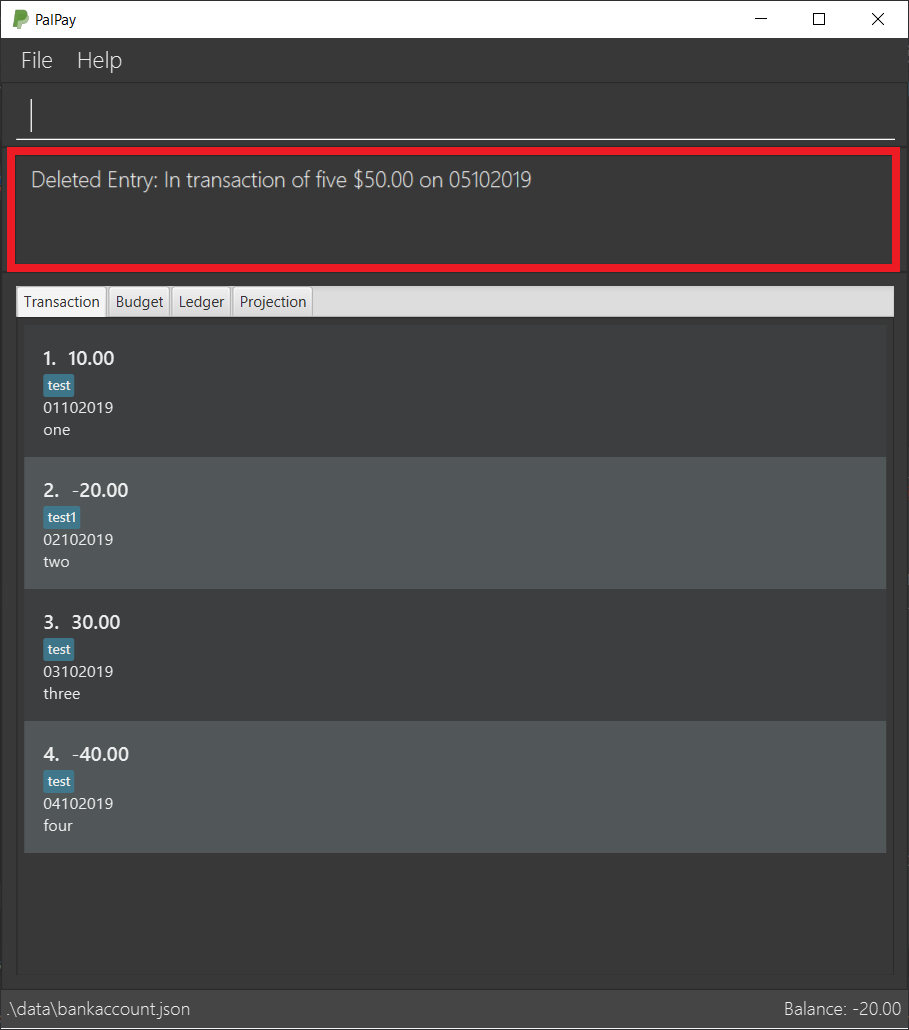 PalPay
File Help
Deleted Entry: In transaction of five $50.00 on 05102019
Transaction Budget Ledger Projection
1. 10.00
test
01102019
one
2. -20.00
test1
02102019
two
3. 30.00
test
03102019
three
4. -40.00
test
04102019
four
.\data\bankaccount.json Balance: -20.00